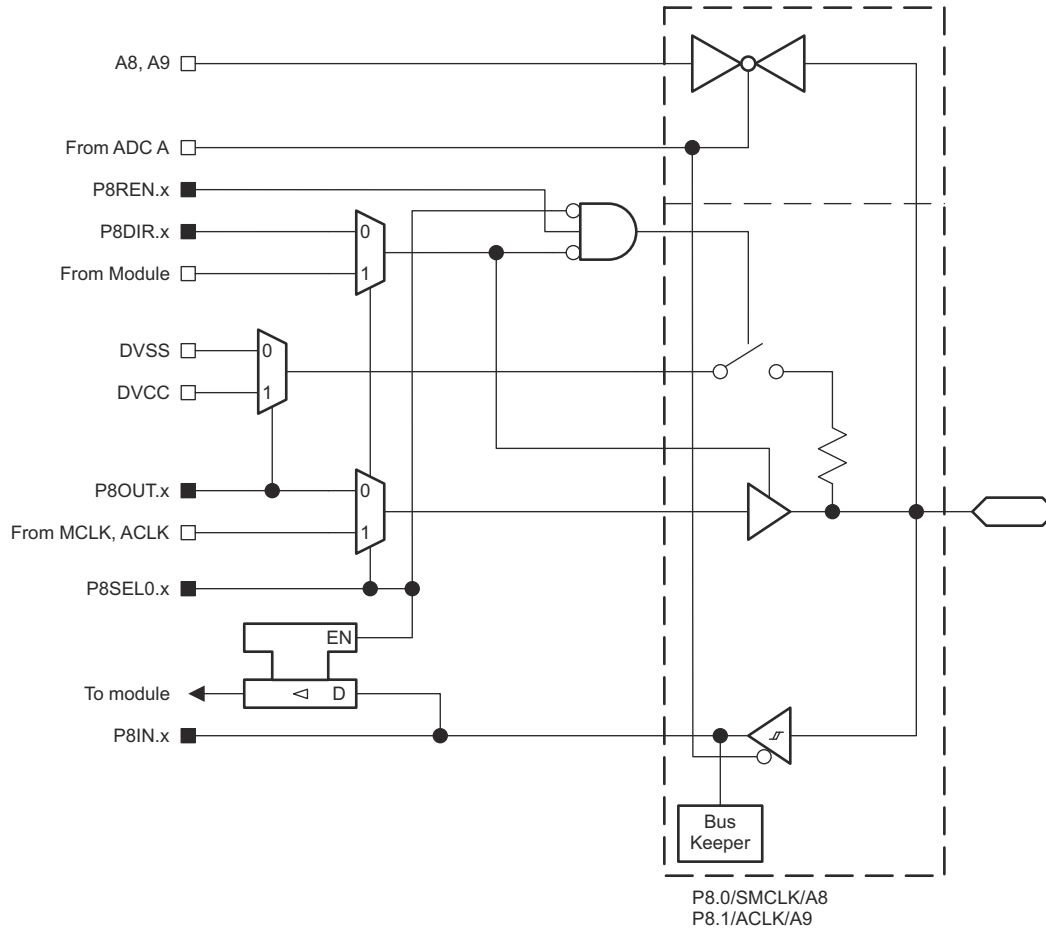 A8, A9
From ADC A
P8REN.x
P8DIR.x
0
From Module
1
DVSS
0
DVCC
1
P8OUT.x
0
From MCLK, ACLK
1
P8SEL0.x
EN
To module
D
P8IN.x
Bus
Keeper
P8.0/SMCLK/A8
P8.1/ACLK/A9